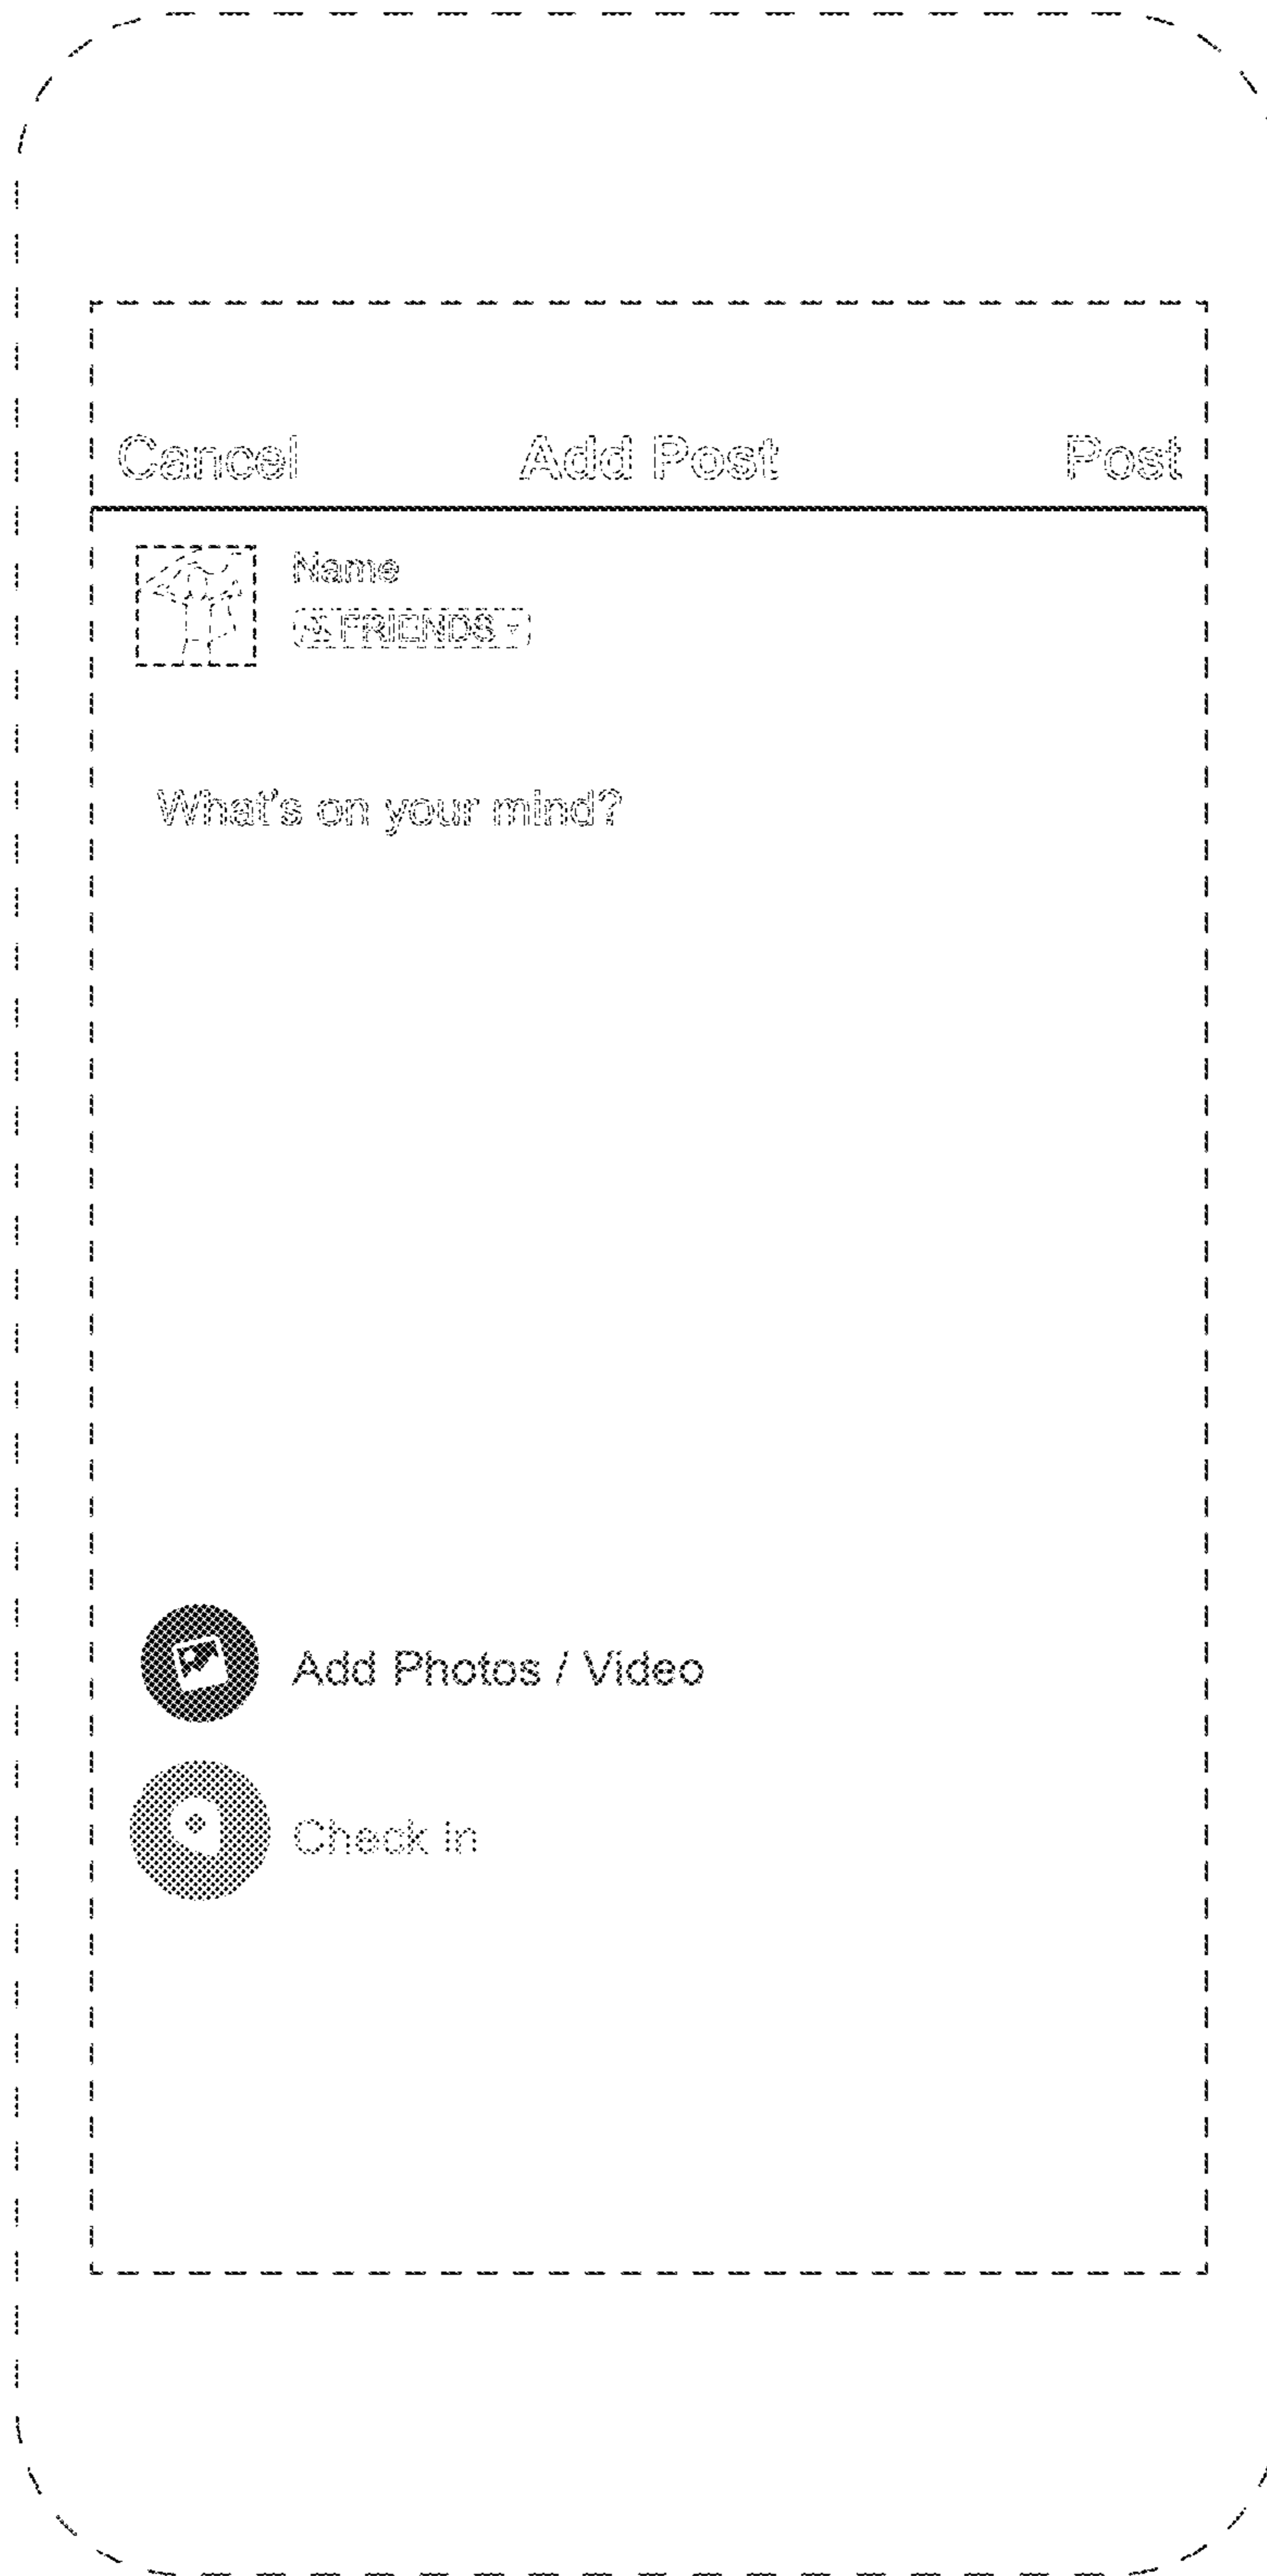 Cancel Add Post Post
Name
FRIENDS
What's on your mind?
Add Photos / Video
Check in